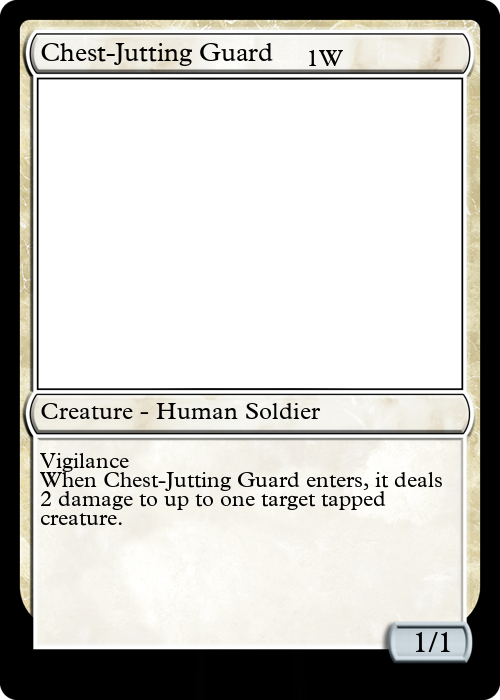 Chest-Jutting Guard 1W
Creature - Human Soldier
Vigilance
When Chest-Jutting Guard enters, it deals
2 damage to up to one target tapped
creature.
1/1